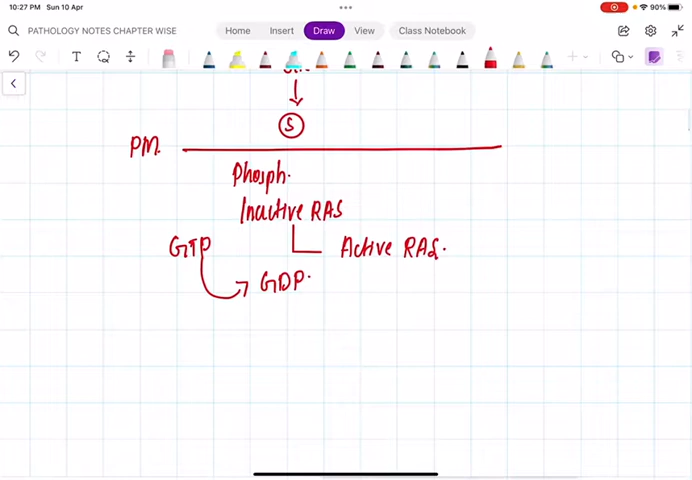 10:27 PM Sun 10 Apr
90%
PATHOLOGY NOTES CHAPTER WISE
Home Insert Draw View Class Notebook
T
S
PM.
Phosph.
Inactive RAS
GTP
Active RAS.
GDP.